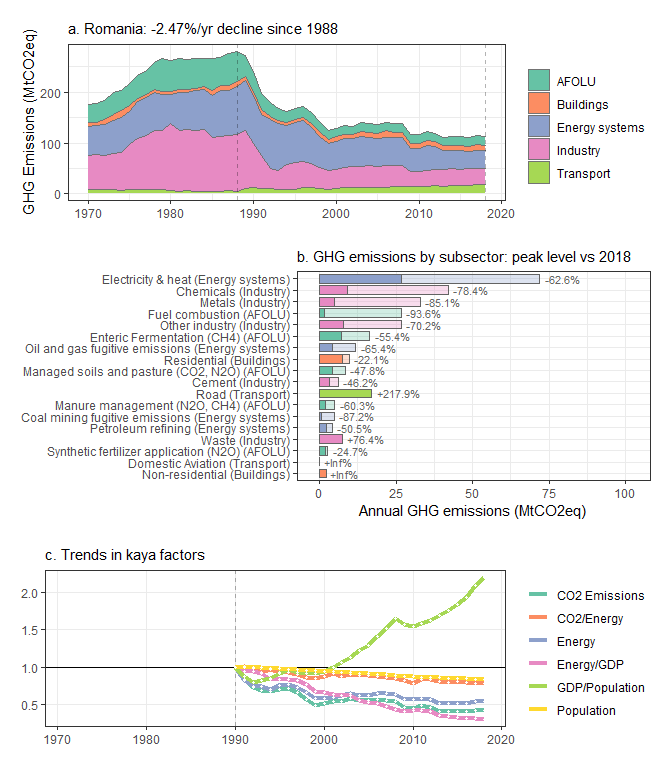 a. Romania: -2.47%/yr decline since 1988
GHG Emissions (MtCO2eq)
200
100
0
1970
1980
1990
2000
2010
2020
AFOLU
Buildings
Energy systems
Industry
Transport
b. GHG emissions by subsector: peak level vs 2018
Electricity & heat (Energy systems) -62.6%
Chemicals (Industry) -78.4%
Metals (Industry) -85.1%
Fuel combustion (AFOLU) -93.6%
Other industry (Industry) -70.2%
Enteric Fermentation (CH4) (AFOLU) -55.4%
Oil and gas fugitive emissions (Energy systems) -65.4%
Residential (Buildings) -22.1%
Managed soils and pasture (CO2, N2O) (AFOLU) -47.8%
Cement (Industry) -46.2%
Road (Transport) +217.9%
Manure management (N2O, CH4) (AFOLU) -60.3%
Coal mining fugitive emissions (Energy systems) -87.2%
Petroleum refining (Energy systems) -50.5%
Waste (Industry) +76.4%
Synthetic fertilizer application (N2O) (AFOLU) -24.7%
Domestic Aviation (Transport) +Inf%
Non-residential (Buildings) +Inf%
0
25
50
75
100
Annual GHG emissions (MtCO2eq)
c. Trends in kaya factors
2.0
1.5
1.0
0.5
1970
1980
1990
2000
2010
2020
CO2 Emissions
CO2/Energy
Energy
Energy/GDP
GDP/Population
Population